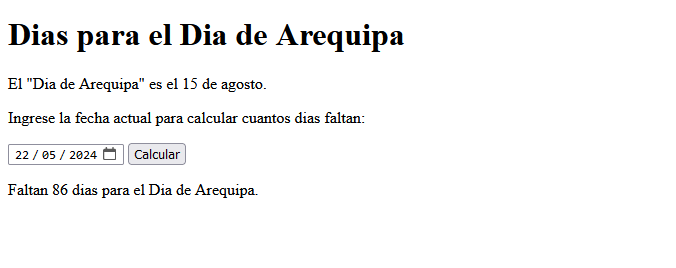 Dias para el Dia de Arequipa
El "Dia de Arequipa" es el 15 de agosto.
Ingrese la fecha actual para calcular cuantos dias faltan:
22 / 05 / 2024 Calcular
Faltan 86 dias para el Dia de Arequipa.